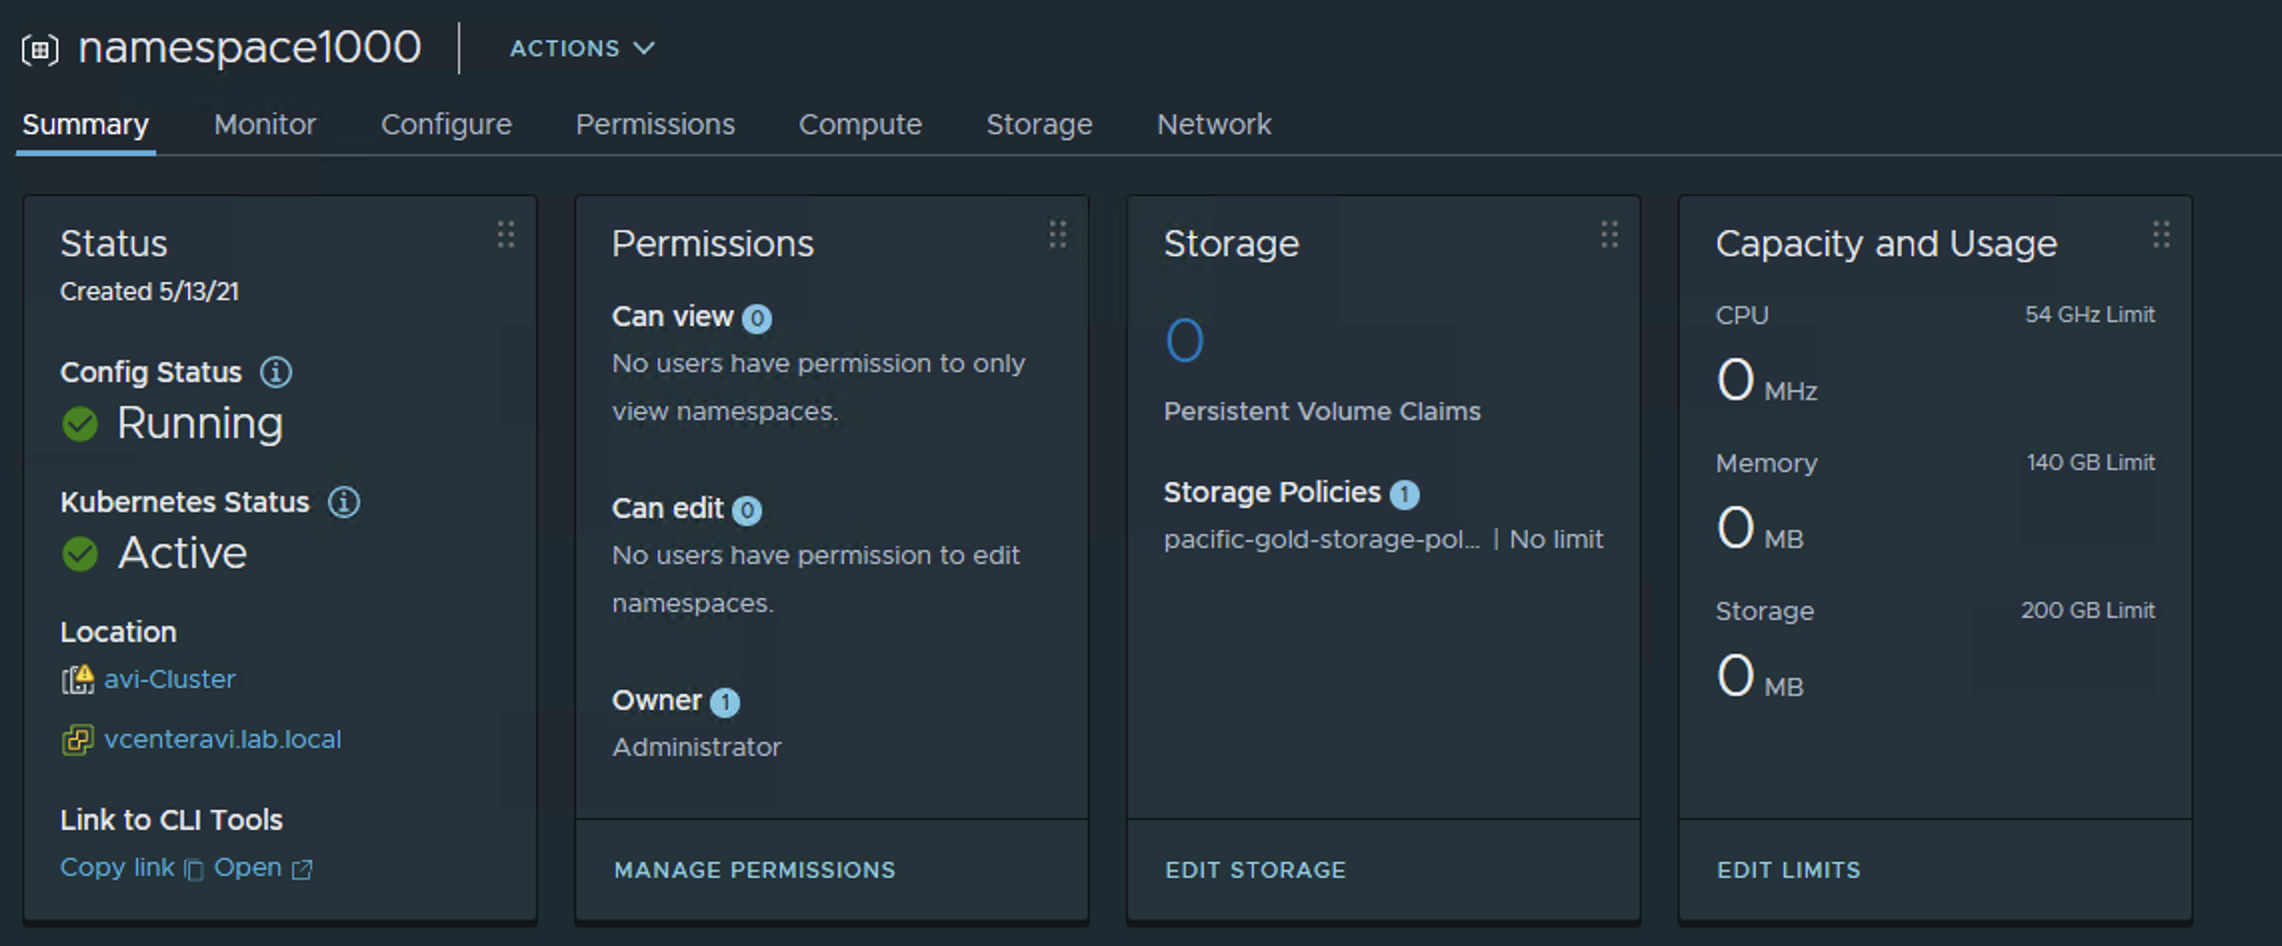 namespace1000
ACTIONS
Summary Monitor Configure Permissions Compute Storage Network
Status
Created 5/13/21
Config Status
Running
Kubernetes Status
Active
Location
avi-Cluster
vcenteravi.lab.local
Link to CLI Tools
Copy link Open
Permissions
Can view 0
No users have permission to only
view namespaces.
Can edit 0
No users have permission to edit
namespaces.
Owner 1
Administrator
MANAGE PERMISSIONS
Storage
0
Persistent Volume Claims
Storage Policies 1
pacific-gold-storage-pol... | No limit
EDIT STORAGE
Capacity and Usage
CPU 54 GHz Limit
0 MHz
Memory 140 GB Limit
0 MB
Storage 200 GB Limit
0 MB
EDIT LIMITS